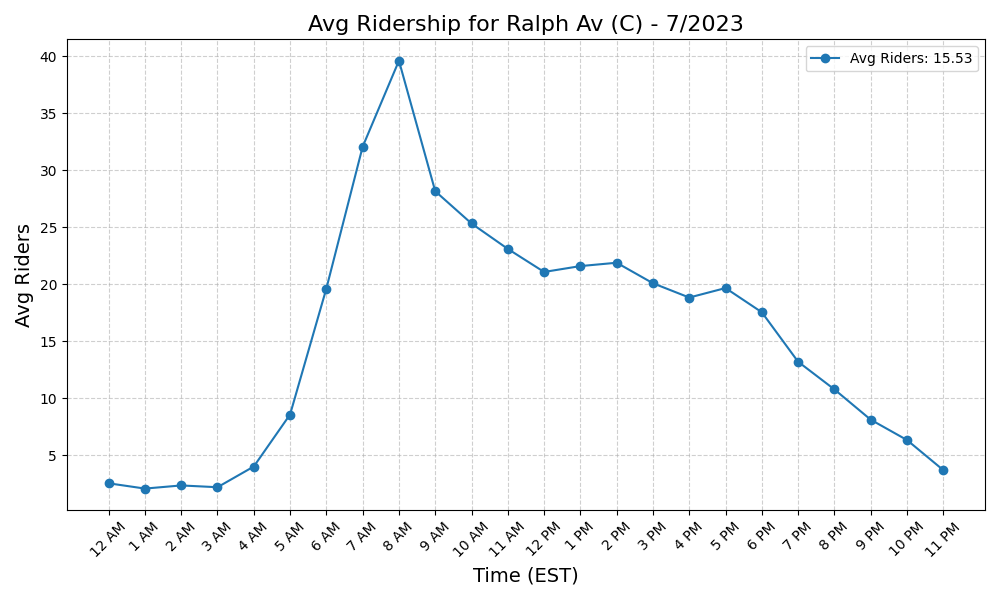 Avg Ridership for Ralph Av (C) - 7/2023
Avg Riders: 15.53
Avg Riders
40
35
30
25
20
15
10
5
12 AM
1 AM
2 AM
3 AM
4 AM
5 AM
6 AM
7 AM
8 AM
9 AM
10 AM
11 AM
12 PM
1 PM
2 PM
3 PM
4 PM
5 PM
6 PM
7 PM
8 PM
9 PM
10 PM
11 PM
Time (EST)